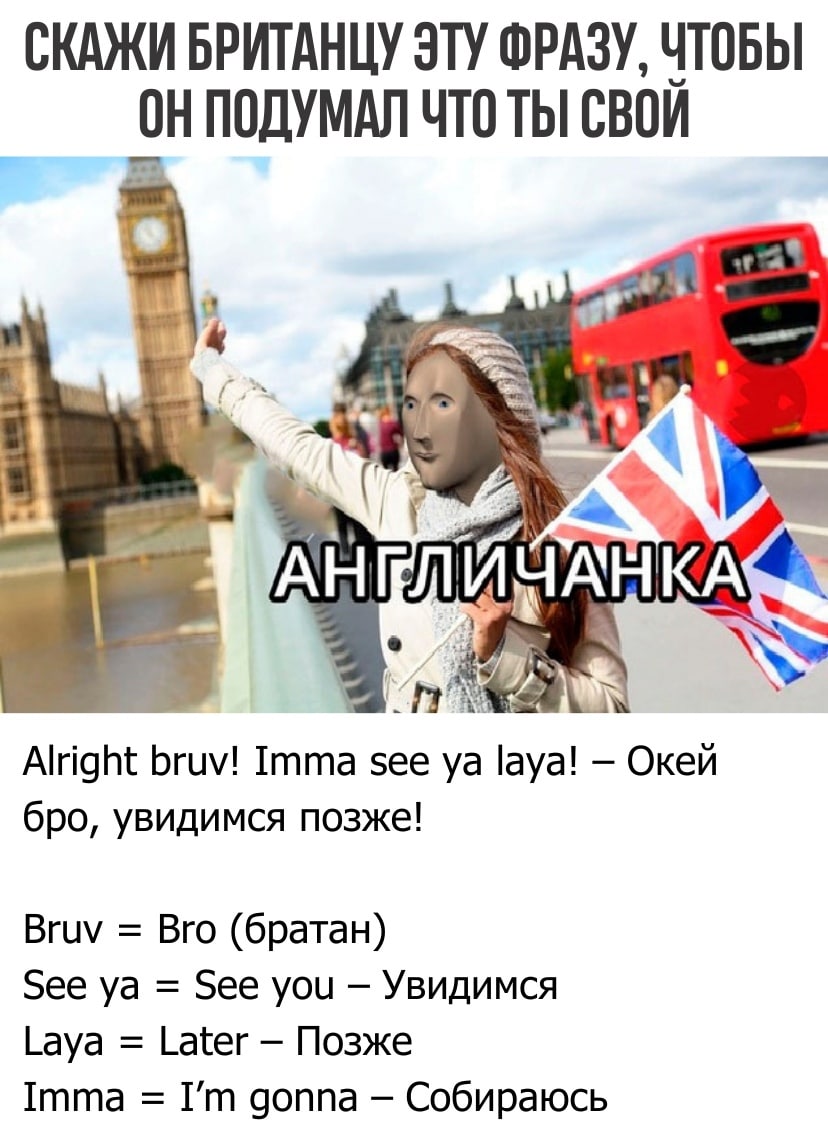 СКАЖИ БРИТАНЦУ ЭТУ ФРАЗУ, ЧТОБЫ
ОН ПОДУМАЛ ЧТО ТЫ СВОЙ
АНГЛИЧАНКА
Alright bruv! Imma see ya laya! – Окей
бро, увидимся позже!
Bruv = Bro (братан)
See ya = See you – Увидимся
Laya = Later – Позже
Imma = I’m gonna – Собираюсь